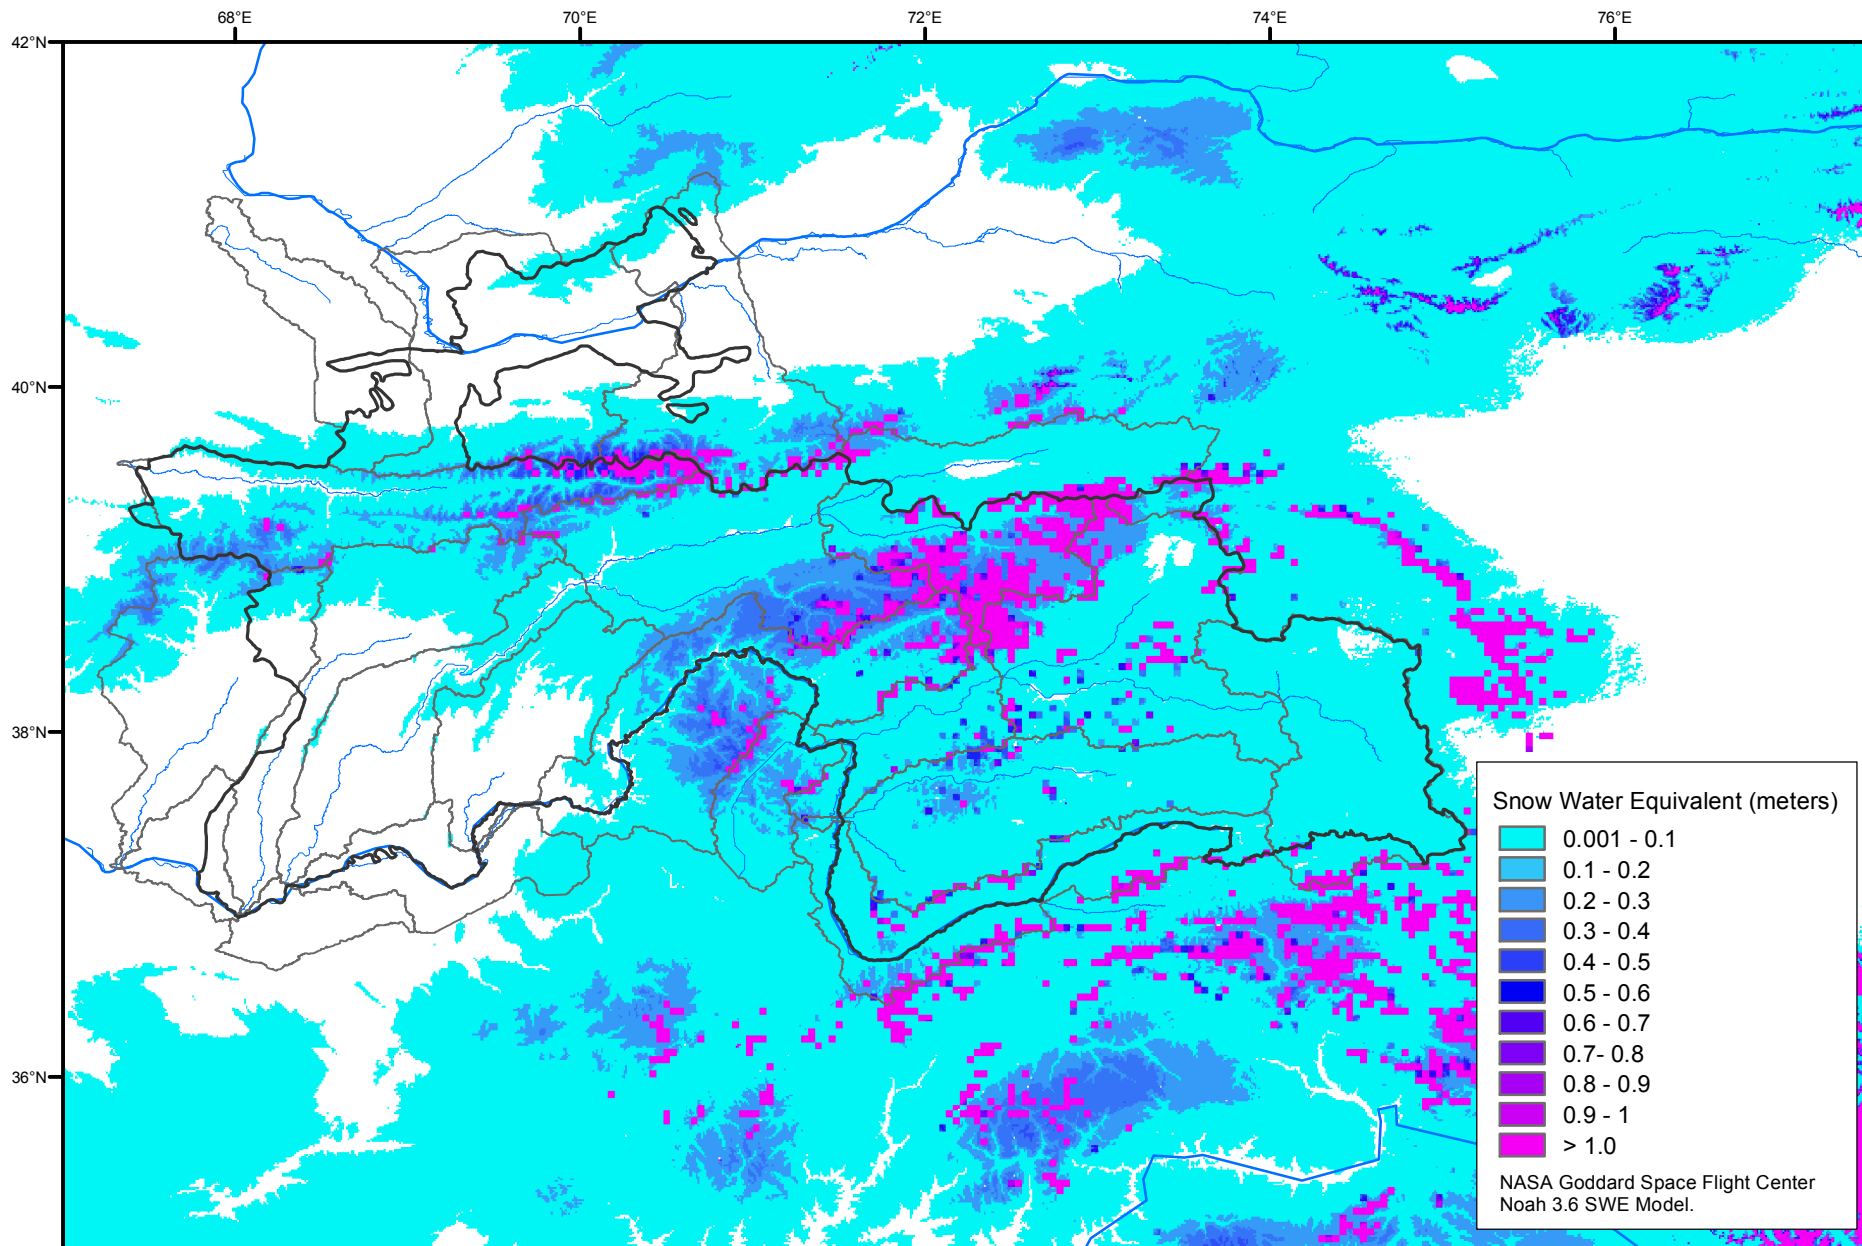 68°E
70°E
72°E
74°E
76°E
42°N
40°N
38°N
36°N
Snow Water Equivalent (meters)
0.001 - 0.1
0.1 - 0.2
0.2 - 0.3
0.3 - 0.4
0.4 - 0.5
0.5 - 0.6
0.6 - 0.7
0.7- 0.8
0.8 - 0.9
0.9 - 1
> 1.0
NASA Goddard Space Flight Center
Noah 3.6 SWE Model.